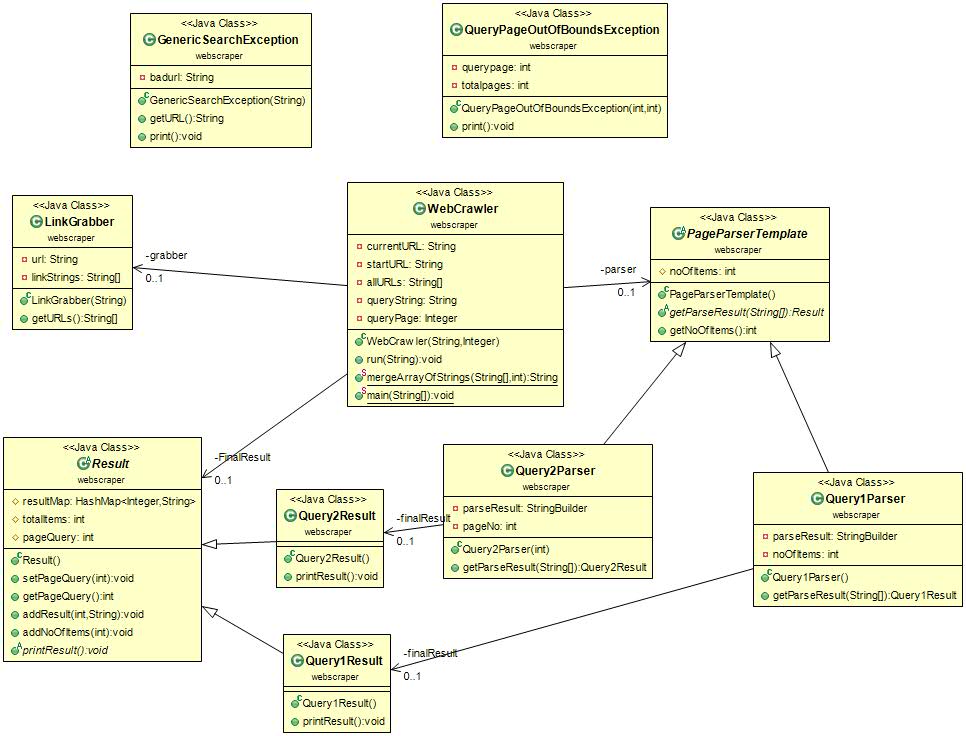 <<Java Class>>
GenericSearchException
webscraper
badurl: String
GenericSearchException(String)
getURL():String
print():void
<<Java Class>>
QueryPageOutOfBoundsException
webscraper
querypage: int
totalpages: int
QueryPageOutOfBoundsException(int,int)
print():void
<<Java Class>>
LinkGrabber
webscraper
url: String
linkStrings: String[]
LinkGrabber(String)
getURLs():String[]
-grabber
0..1
<<Java Class>>
WebCrawler
webscraper
currentURL: String
startURL: String
allURLs: String[]
queryString: String
queryPage: Integer
WebCrawler(String,Integer)
run(String):void
mergeArrayOfStrings(String[],int):String
main(String[]):void
-parser
0..1
<<Java Class>>
PageParserTemplate
webscraper
noOfItems: int
PageParserTemplate()
getParseResult(String[]):Result
getNoOfItems():int
-FinalResult
0..1
<<Java Class>>
Result
webscraper
resultMap: HashMap<Integer,String>
totalItems: int
pageQuery: int
Result()
setPageQuery(int):void
getPageQuery():int
addResult(int,String):void
addNoOfItems(int):void
printResult():void
<<Java Class>>
Query2Result
webscraper
Query2Result()
printResult():void
-finalResult
0..1
<<Java Class>>
Query2Parser
webscraper
parseResult: StringBuilder
pageNo: int
Query2Parser(int)
getParseResult(String[]):Query2Result
<<Java Class>>
Query1Parser
webscraper
parseResult: StringBuilder
noOfItems: int
Query1Parser()
getParseResult(String[]):Query1Result
<<Java Class>>
Query1Result
webscraper
Query1Result()
printResult():void
-finalResult
0..1